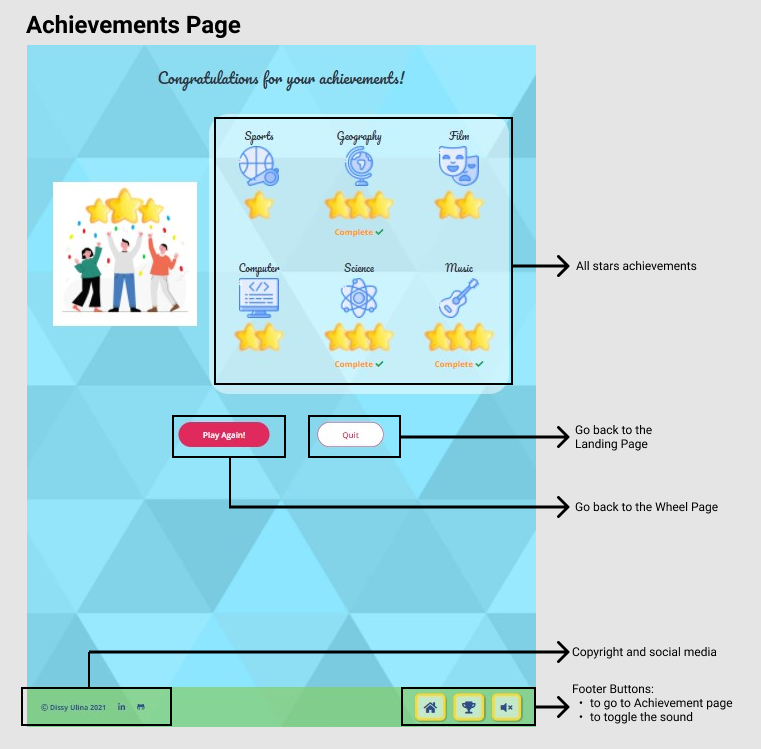 Achievements Page
Congratulations for your achievements!
Sports
Geography
Film
Complete
Computer
Science
Music
Complete
Complete
All stars achievements
Play Again!
Quit
Go back to the
Landing Page
Go back to the Wheel Page
Copyright and social media
© Dissy Ulina 2021
in
Footer Buttons:
• to go to Achievement page
• to toggle the sound